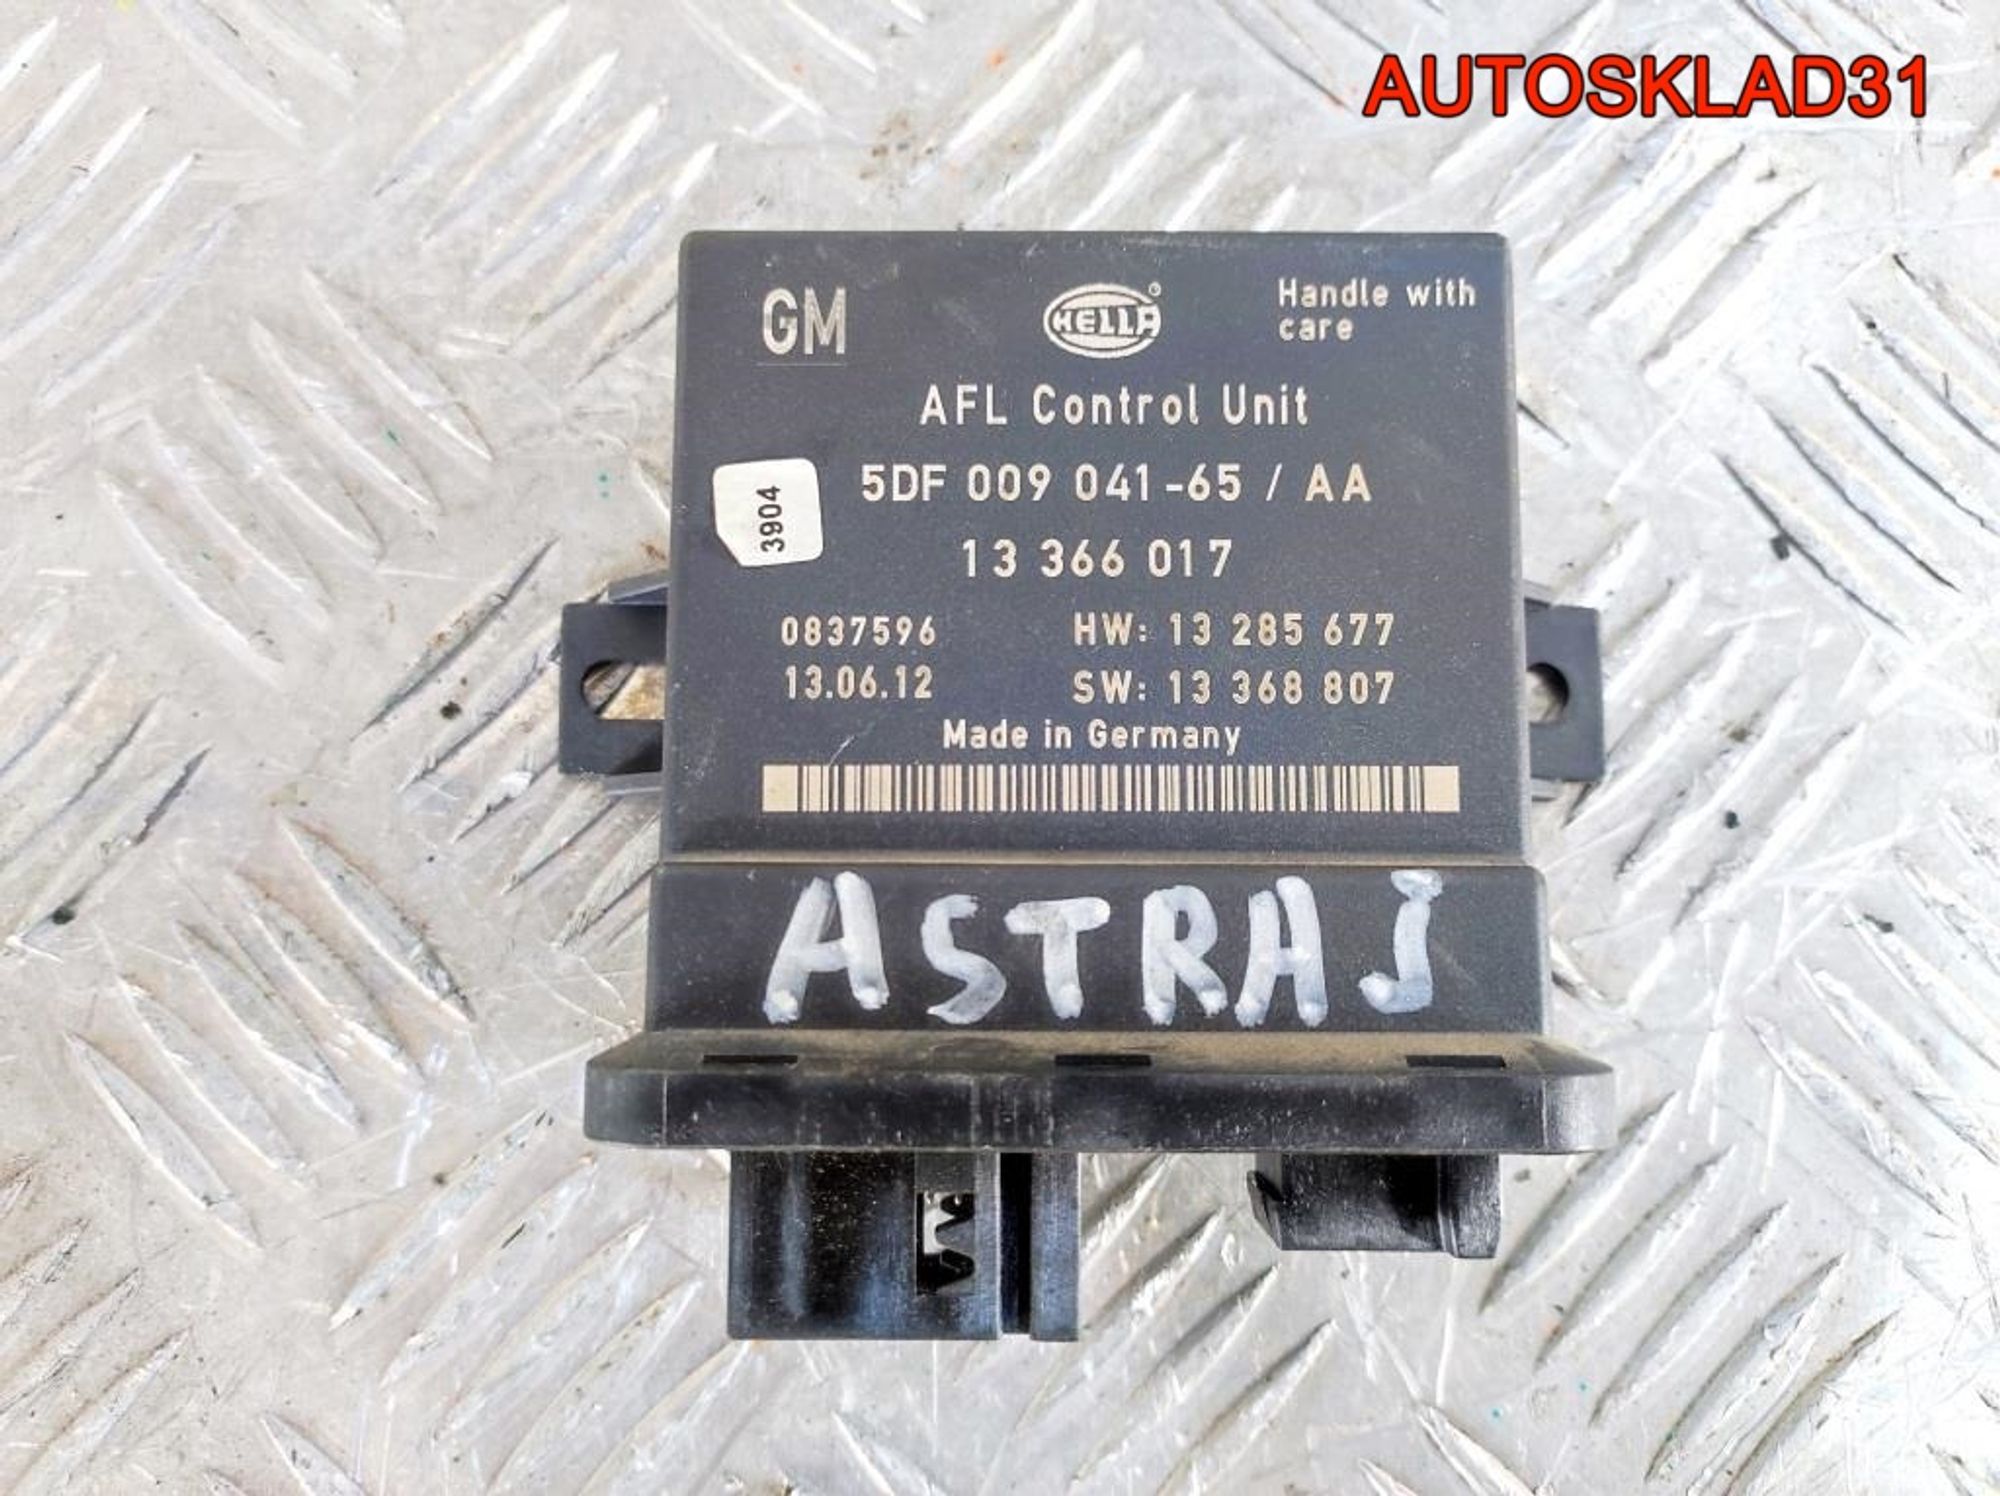 AUTOSKLAD31
GM
HELLA
Handle with
care
AFL Control Unit
5DF 009 041-65 / AA
3904
13 366 017
0837596
HW: 13 285 677
13.06.12
SW: 13 368 807
Made in Germany
ASTRA J